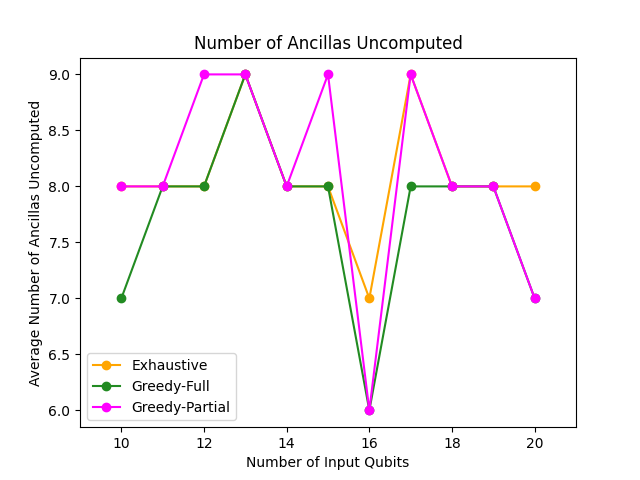 Number of Ancillas Uncomputed
Average Number of Ancillas Uncomputed
9.0
8.5
8.0
7.5
7.0
6.5
6.0
Exhaustive
Greedy-Full
Greedy-Partial
10
12
14
16
18
20
Number of Input Qubits